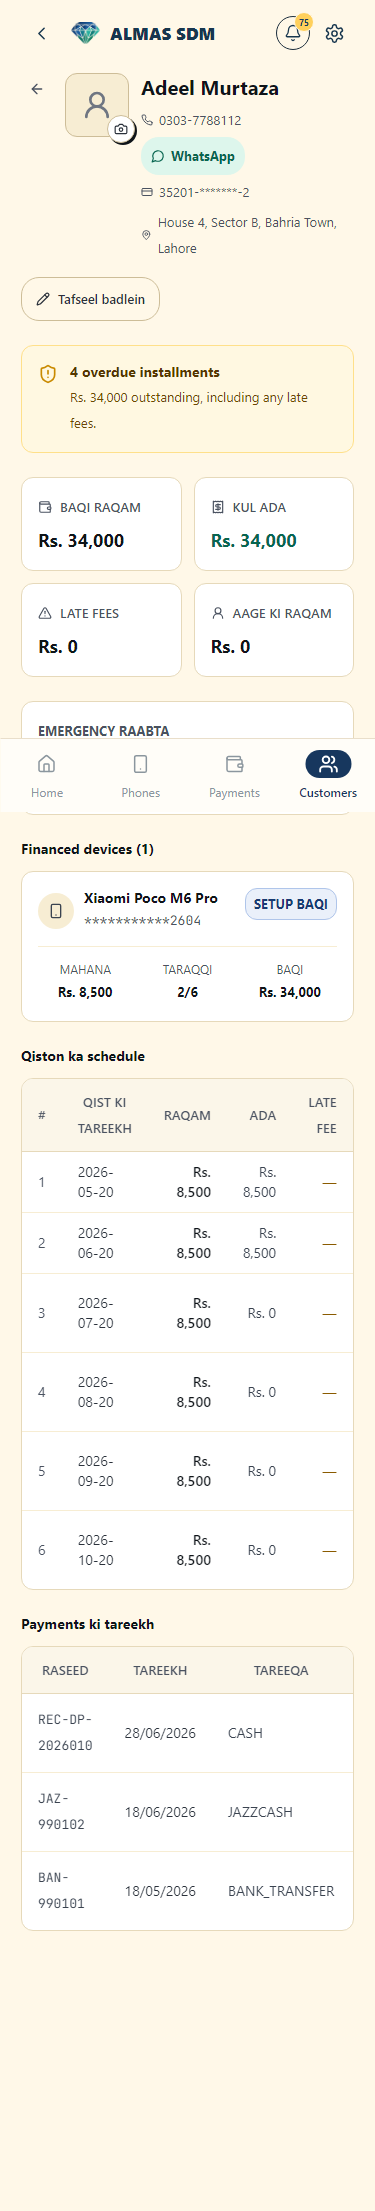 ALMAS SDM
75
Adeel Murtaza
0303-7788112
WhatsApp
35201-*******-2
House 4, Sector B, Bahria Town,
Lahore
Tafseel badlein
4 overdue installments
Rs. 34,000 outstanding, including any late
fees.
BAQI RAQAM
Rs. 34,000
KUL ADA
Rs. 34,000
LATE FEES
Rs. 0
AAGE KI RAQAM
Rs. 0
EMERGENCY RAABTA
Home
Phones
Payments
Customers
Financed devices (1)
Xiaomi Poco M6 Pro
***********2604
SETUP BAQI
MAHANA
TARAQQI
BAQI
Rs. 8,500
2/6
Rs. 34,000
Qiston ka schedule
# QIST KI TAREEKH RAQAM ADA LATE FEE
1 2026-05-20 Rs. 8,500 Rs. 8,500 —
2 2026-06-20 Rs. 8,500 Rs. 8,500 —
3 2026-07-20 Rs. 8,500 Rs. 0 —
4 2026-08-20 Rs. 8,500 Rs. 0 —
5 2026-09-20 Rs. 8,500 Rs. 0 —
6 2026-10-20 Rs. 8,500 Rs. 0 —
Payments ki tareekh
RASEED TAREEKH TAREEQA
REC-DP-2026010 28/06/2026 CASH
JAZ-990102 18/06/2026 JAZZCASH
BAN-990101 18/05/2026 BANK_TRANSFER